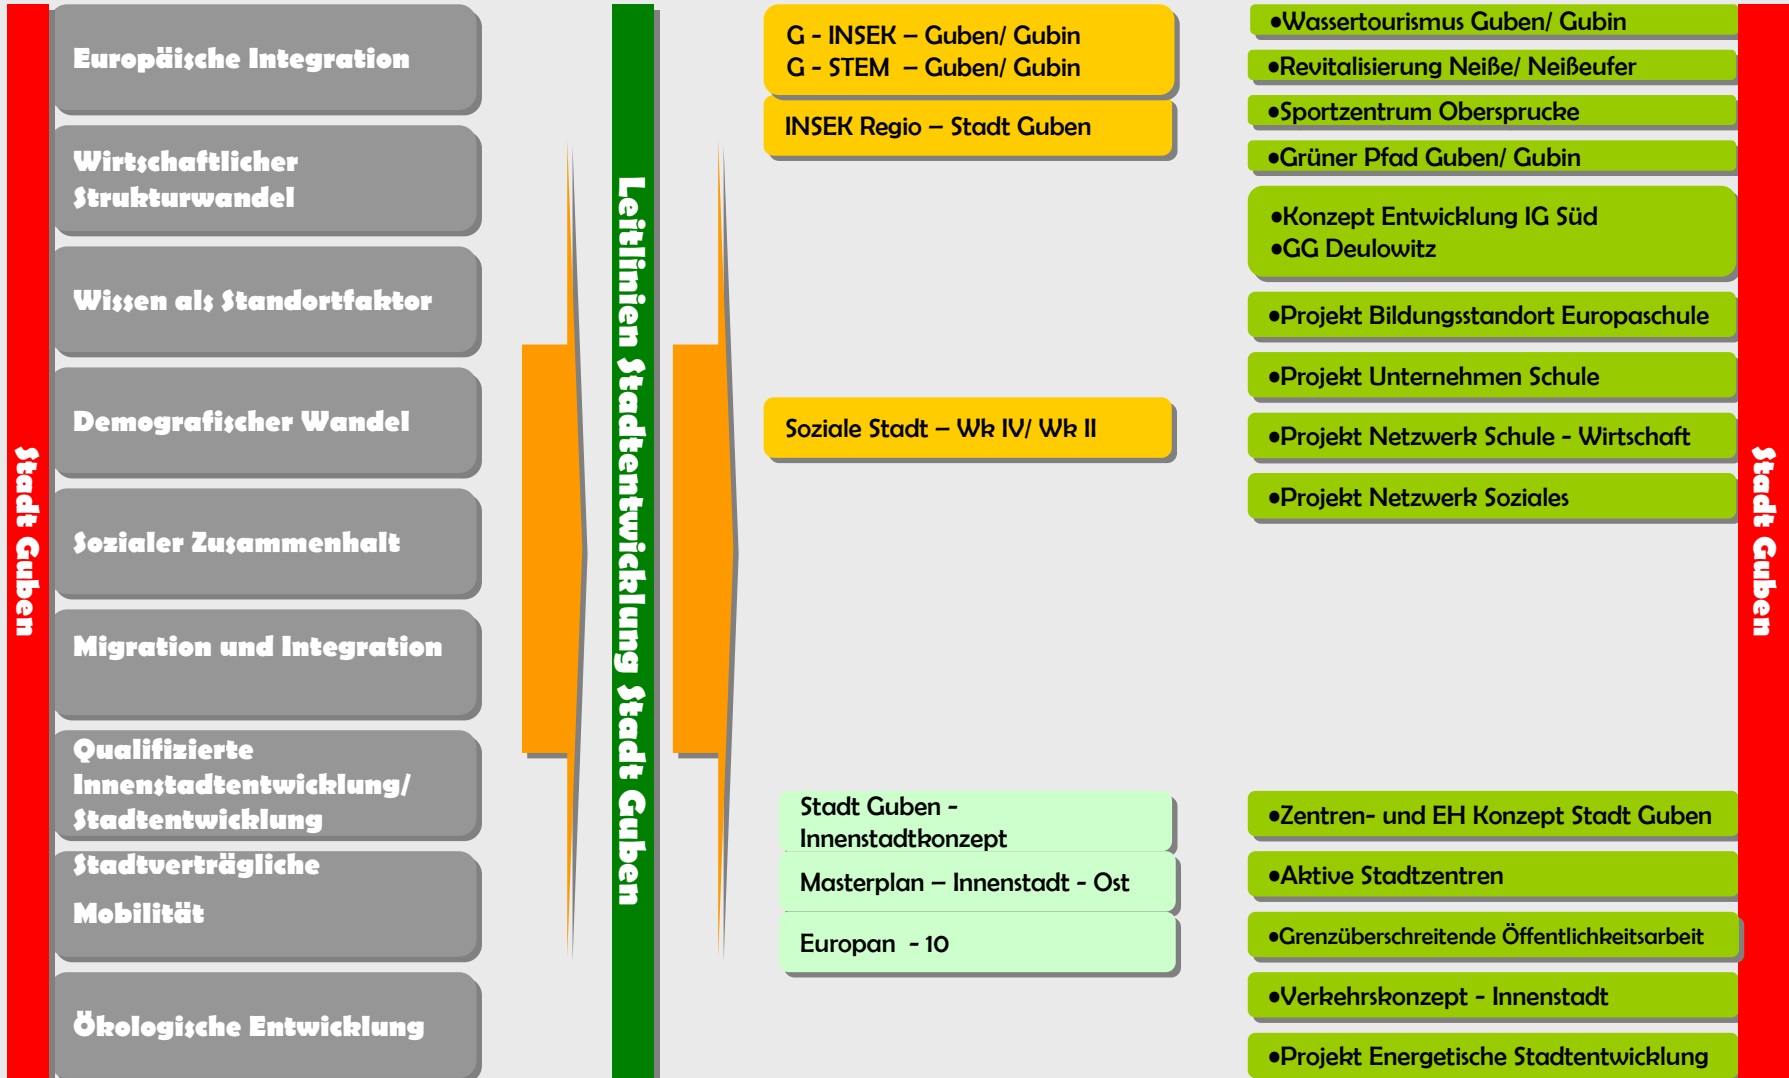 Stadt Guben
Europäische Integration
Wirtschaftlicher
Strukturwandel
Wissen als Standortfaktor
Demografischer Wandel
Sozialer Zusammenhalt
Migration und Integration
Qualifizierte
Innenstadtentwicklung/
Stadtentwicklung
Stadtverträgliche
Mobilität
Ökologische Entwicklung
Leitlinien Stadtentwicklung Stadt Guben
G - INSEK – Guben/ Gubin
G - STEM – Guben/ Gubin
INSEK Regio – Stadt Guben
Soziale Stadt – Wk IV/ Wk II
Stadt Guben -
Innenstadtkonzept
Masterplan – Innenstadt - Ost
Europan - 10
•Wassertourismus Guben/ Gubin
•Revitalisierung Neiße/ Neißeufer
•Sportzentrum Obersprucke
•Grüner Pfad Guben/ Gubin
•Konzept Entwicklung IG Süd
•GG Deulowitz
•Projekt Bildungsstandort Europaschule
•Projekt Unternehmen Schule
•Projekt Netzwerk Schule - Wirtschaft
•Projekt Netzwerk Soziales
•Zentren- und EH Konzept Stadt Guben
•Aktive Stadtzentren
•Grenzüberschreitende Öffentlichkeitsarbeit
•Verkehrskonzept - Innenstadt
•Projekt Energetische Stadtentwicklung
Stadt Guben